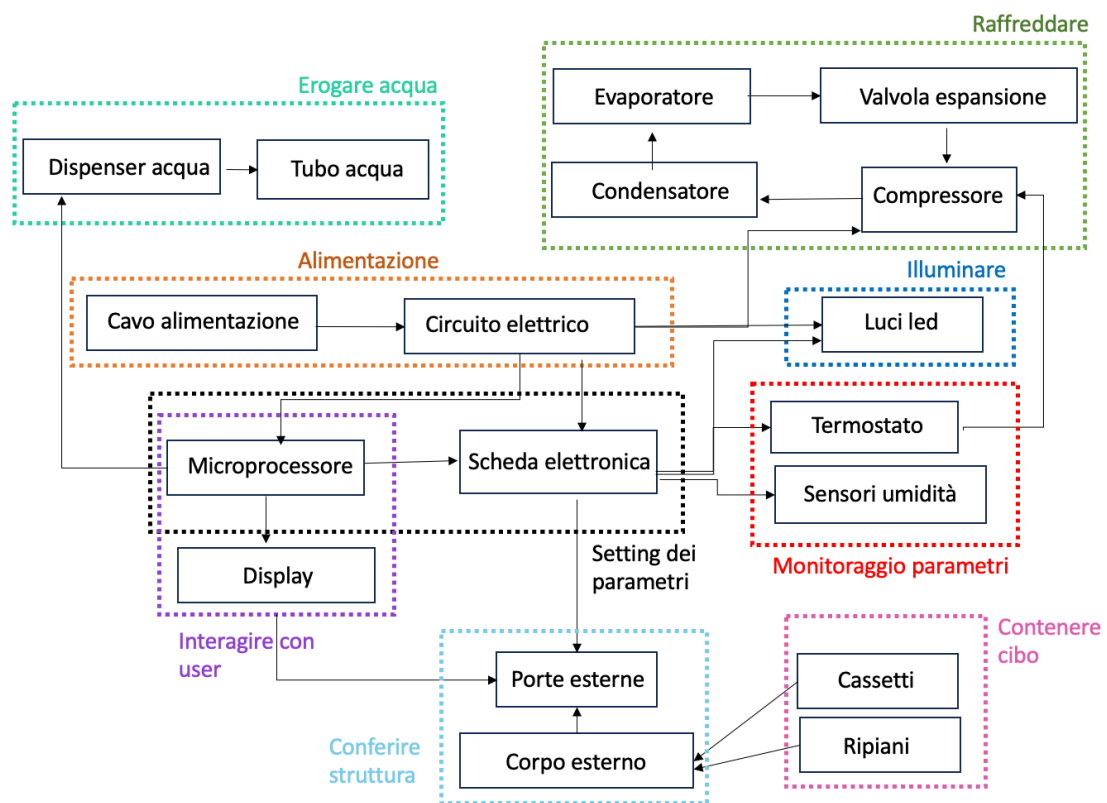 Raffreddare
Erogare acqua
Evaporatore
Valvola espansione
Dispenser acqua
Tubo acqua
Condensatore
Compressore
Alimentazione
Illuminare
Cavo alimentazione
Circuito elettrico
Luci led
Termostato
Microprocessore
Scheda elettronica
Sensori umidità
Display
Setting dei
parametri
Monitoraggio parametri
Interagire con
user
Contenere
cibo
Porte esterne
Cassetti
Conferire
struttura
Corpo esterno
Ripiani